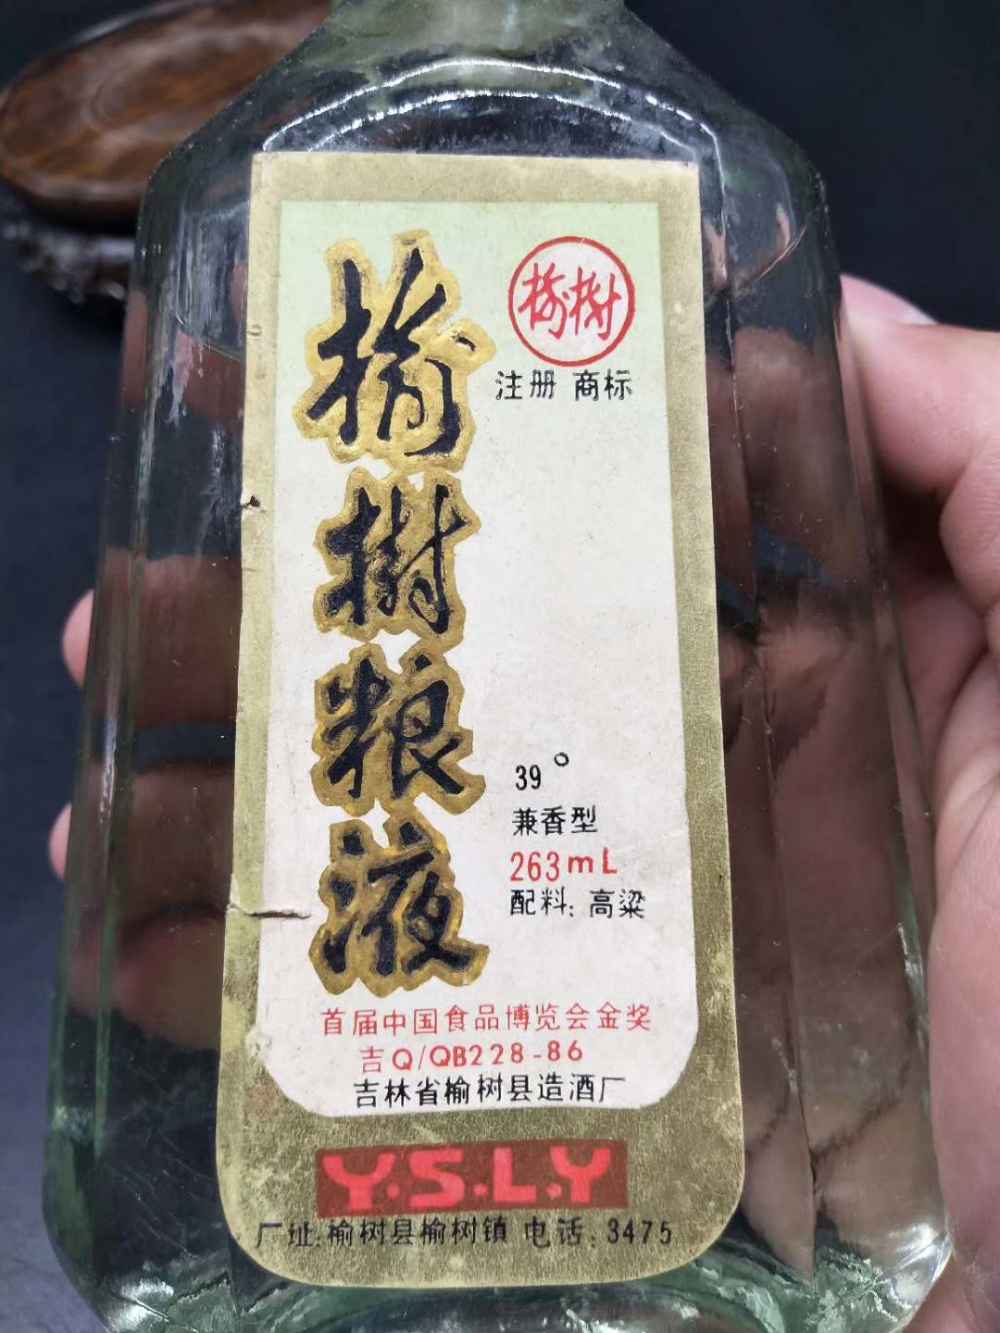 榆樹粮液
榆树
注册 商标
39°
兼香型
263mL
配料:高粱
首届中国食品博览会金奖
吉Q/QB228-86
吉林省榆树县造酒厂
Y·S·L·Y
厂址:榆树县榆树镇 电话:3475